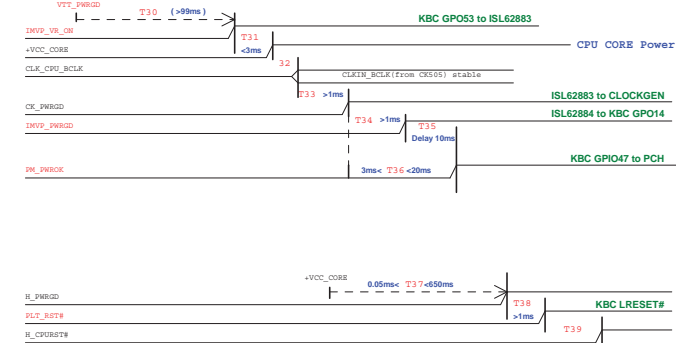 VTT_PWRGD
T30 (>99ms)
KBC GPO53 to ISL62883
IMVP_VR_ON
T31
+VCC_CORE
<3ms
CPU CORE Power
CLK_CPU_BCLK
32
CLKIN_BCLK(from CK505) stable
T33 >1ms
ISL62883 to CLOCKGEN
CK_PWRGD
T34 >1ms
ISL62884 to KBC GPO14
IMVP_PWRGD
T35
Delay 10ms
KBC GPIO47 to PCH
PM_PWROK
3ms< T36 <20ms
+VCC_CORE
0.05ms< T37 <650ms
H_PWRGD
T38
KBC LRESET#
PLT_RST#
>1ms
T39
H_CPURST#